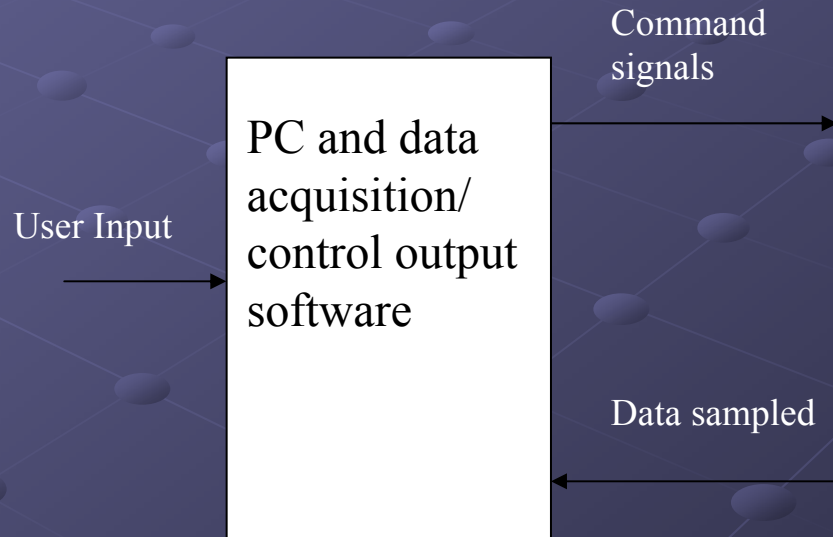 Command
signals
PC and data
acquisition/
control output
software
User Input
Data sampled